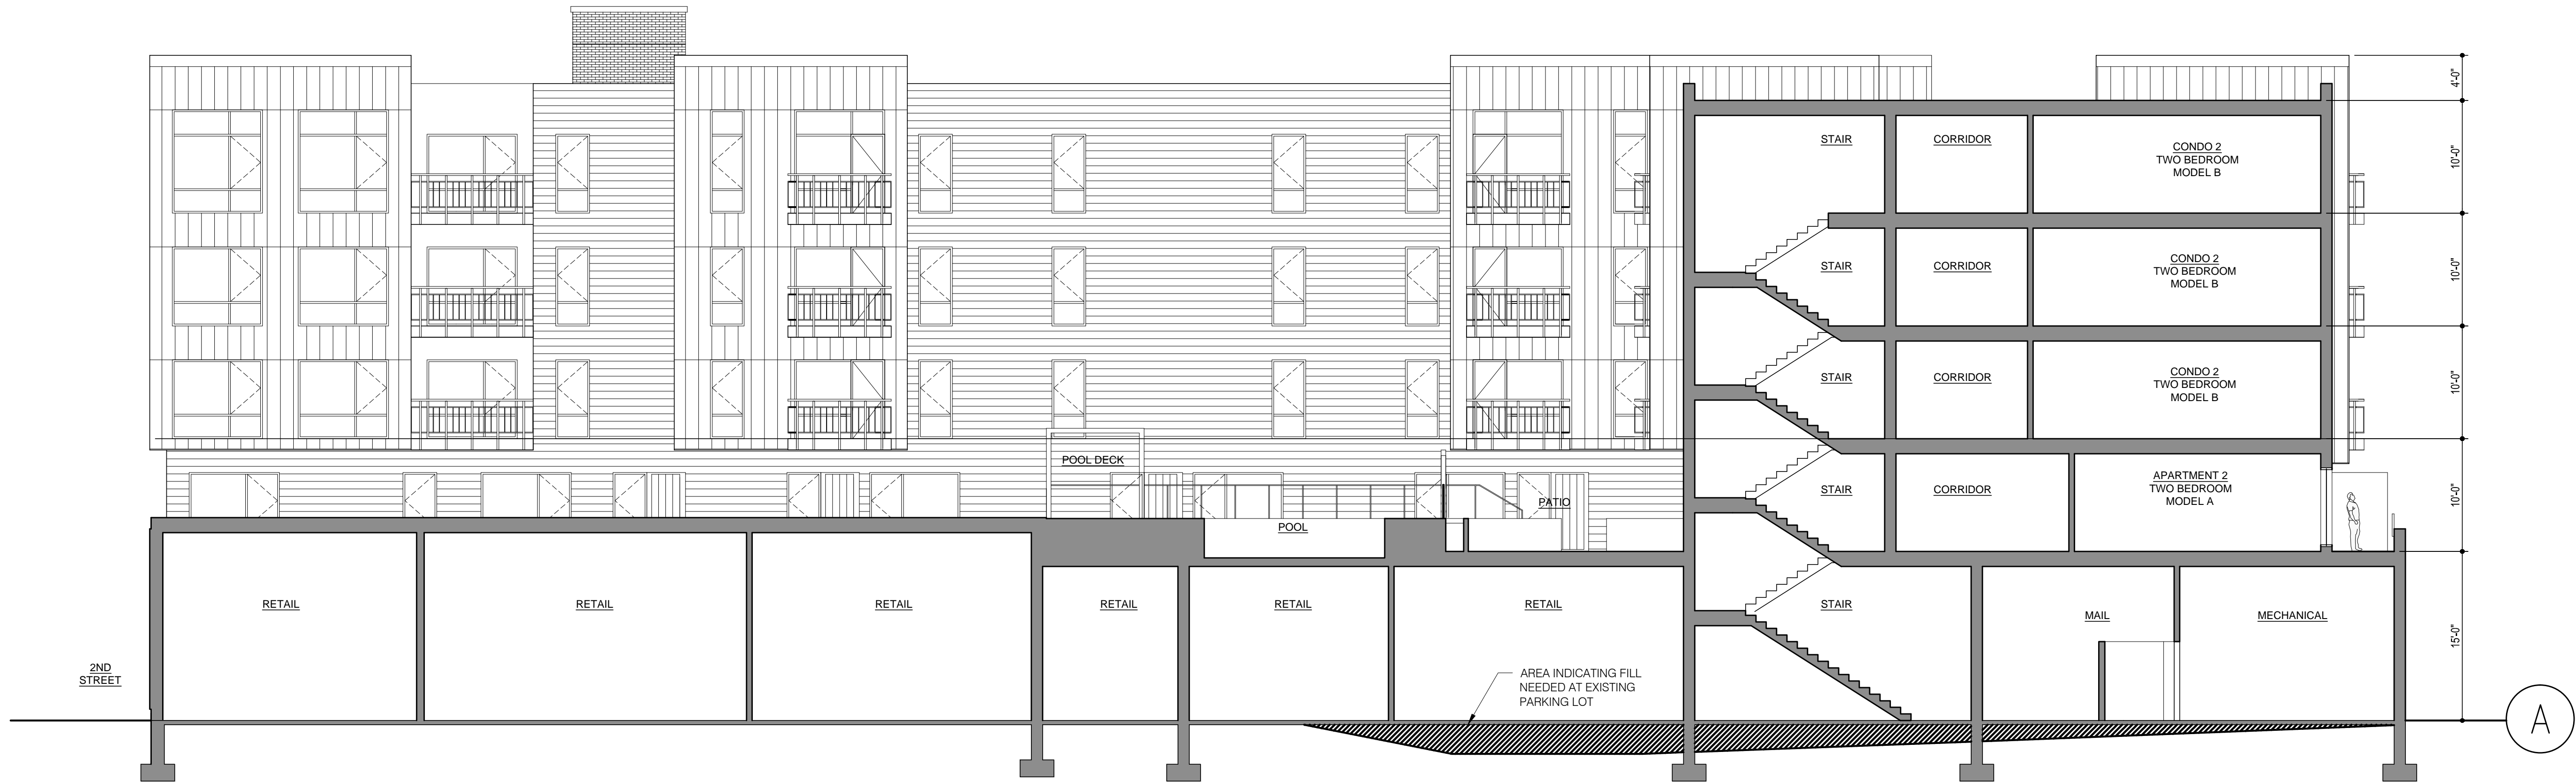 4'-0"
STAIR
CORRIDOR
CONDO 2
TWO BEDROOM
MODEL B
10'-0"
STAIR
CORRIDOR
CONDO 2
TWO BEDROOM
MODEL B
10'-0"
STAIR
CORRIDOR
CONDO 2
TWO BEDROOM
MODEL B
10'-0"
POOL DECK
POOL
PATIO
STAIR
CORRIDOR
APARTMENT 2
TWO BEDROOM
MODEL A
10'-0"
RETAIL
RETAIL
RETAIL
RETAIL
RETAIL
RETAIL
STAIR
MAIL
MECHANICAL
15'-0"
2ND
STREET
AREA INDICATING FILL
NEEDED AT EXISTING
PARKING LOT
A